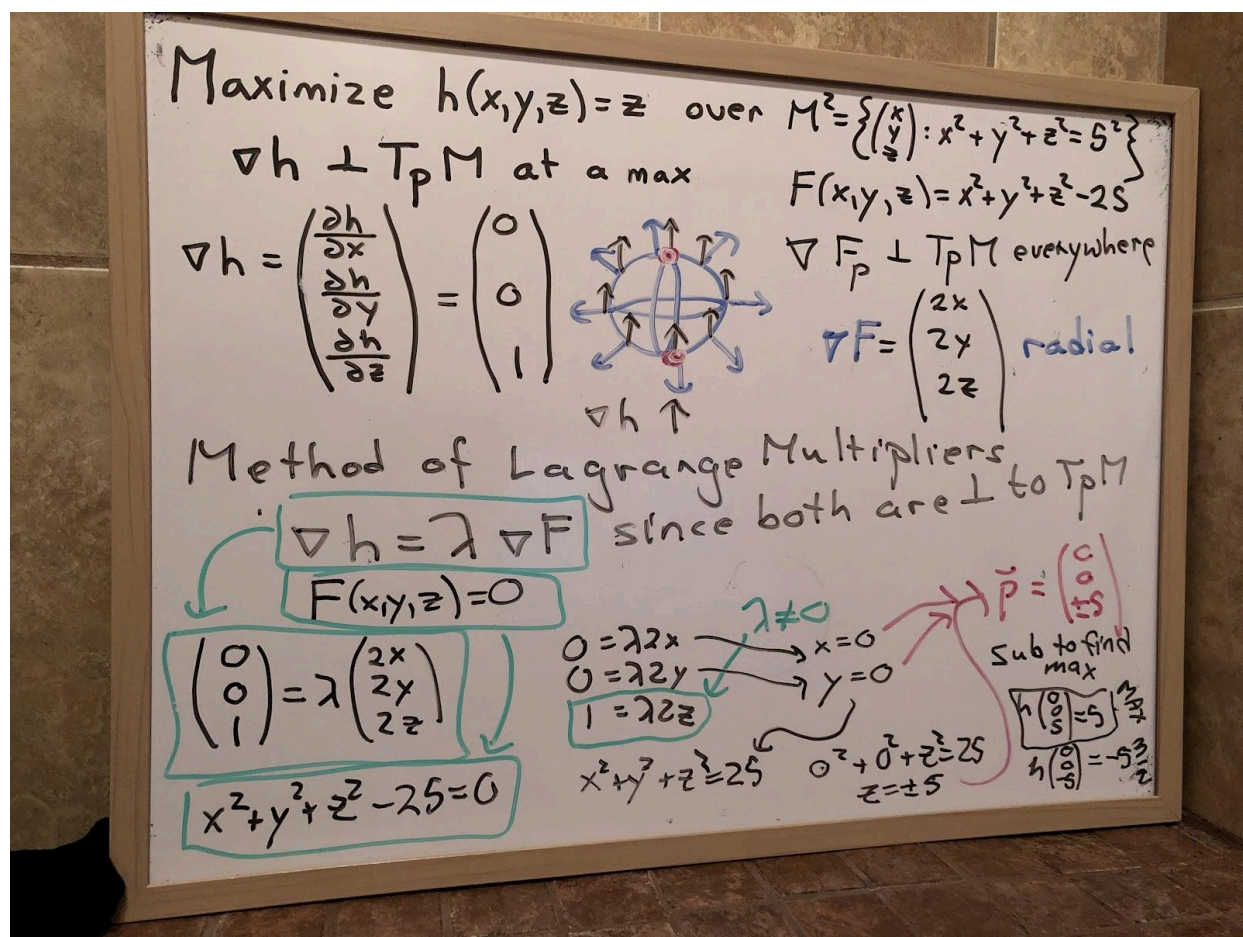 Maximize h(x,y,z)=z over M²={(x y z): x²+y²+z²=5²}
∇h ⊥ TpM at a max
F(x,y,z)=x²+y²+z²-25
∇h = (∂h/∂x ∂h/∂y ∂h/∂z) = (0 0 1)
∇Fp ⊥ TpM everywhere
∇F = (2x 2y 2z) radial
∇h ↑
Method of Lagrange Multipliers
∇h = λ∇F since both are ⊥ to TpM
F(x,y,z)=0
(0 0 1) = λ(2x 2y 2z)
x²+y²+z²-25=0
λ≠0
0=λ2x → x=0
0=λ2y → y=0
1=λ2z
x²+y²+z²=25
0²+0²+z²=25
z=±5
p⃗ = (0 0 ±5)
sub to find
max
h(0 0 5)=5 max
h(0 0 -5)=-5